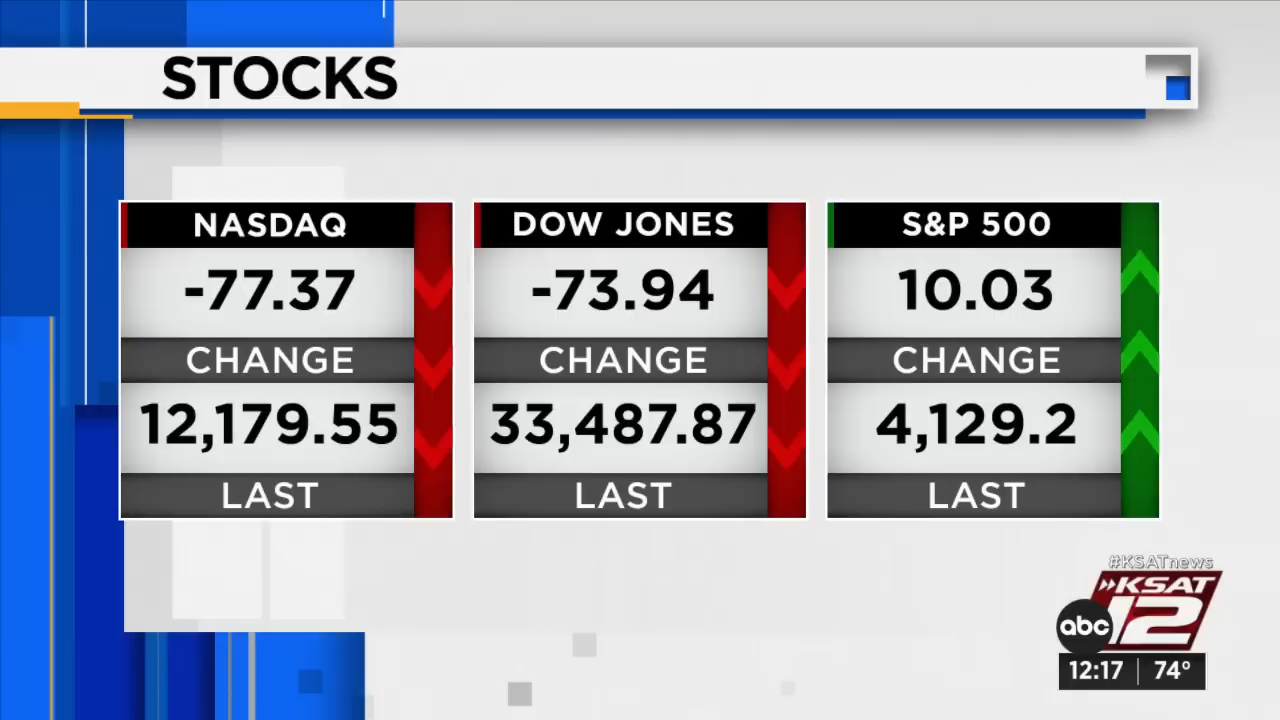 STOCKS
NASDAQ
-77.37
CHANGE
12,179.55
LAST
DOW JONES
-73.94
CHANGE
33,487.87
LAST
S&P 500
10.03
CHANGE
4,129.2
LAST
#KSATnews
KSAT
12
abc
12:17 74°